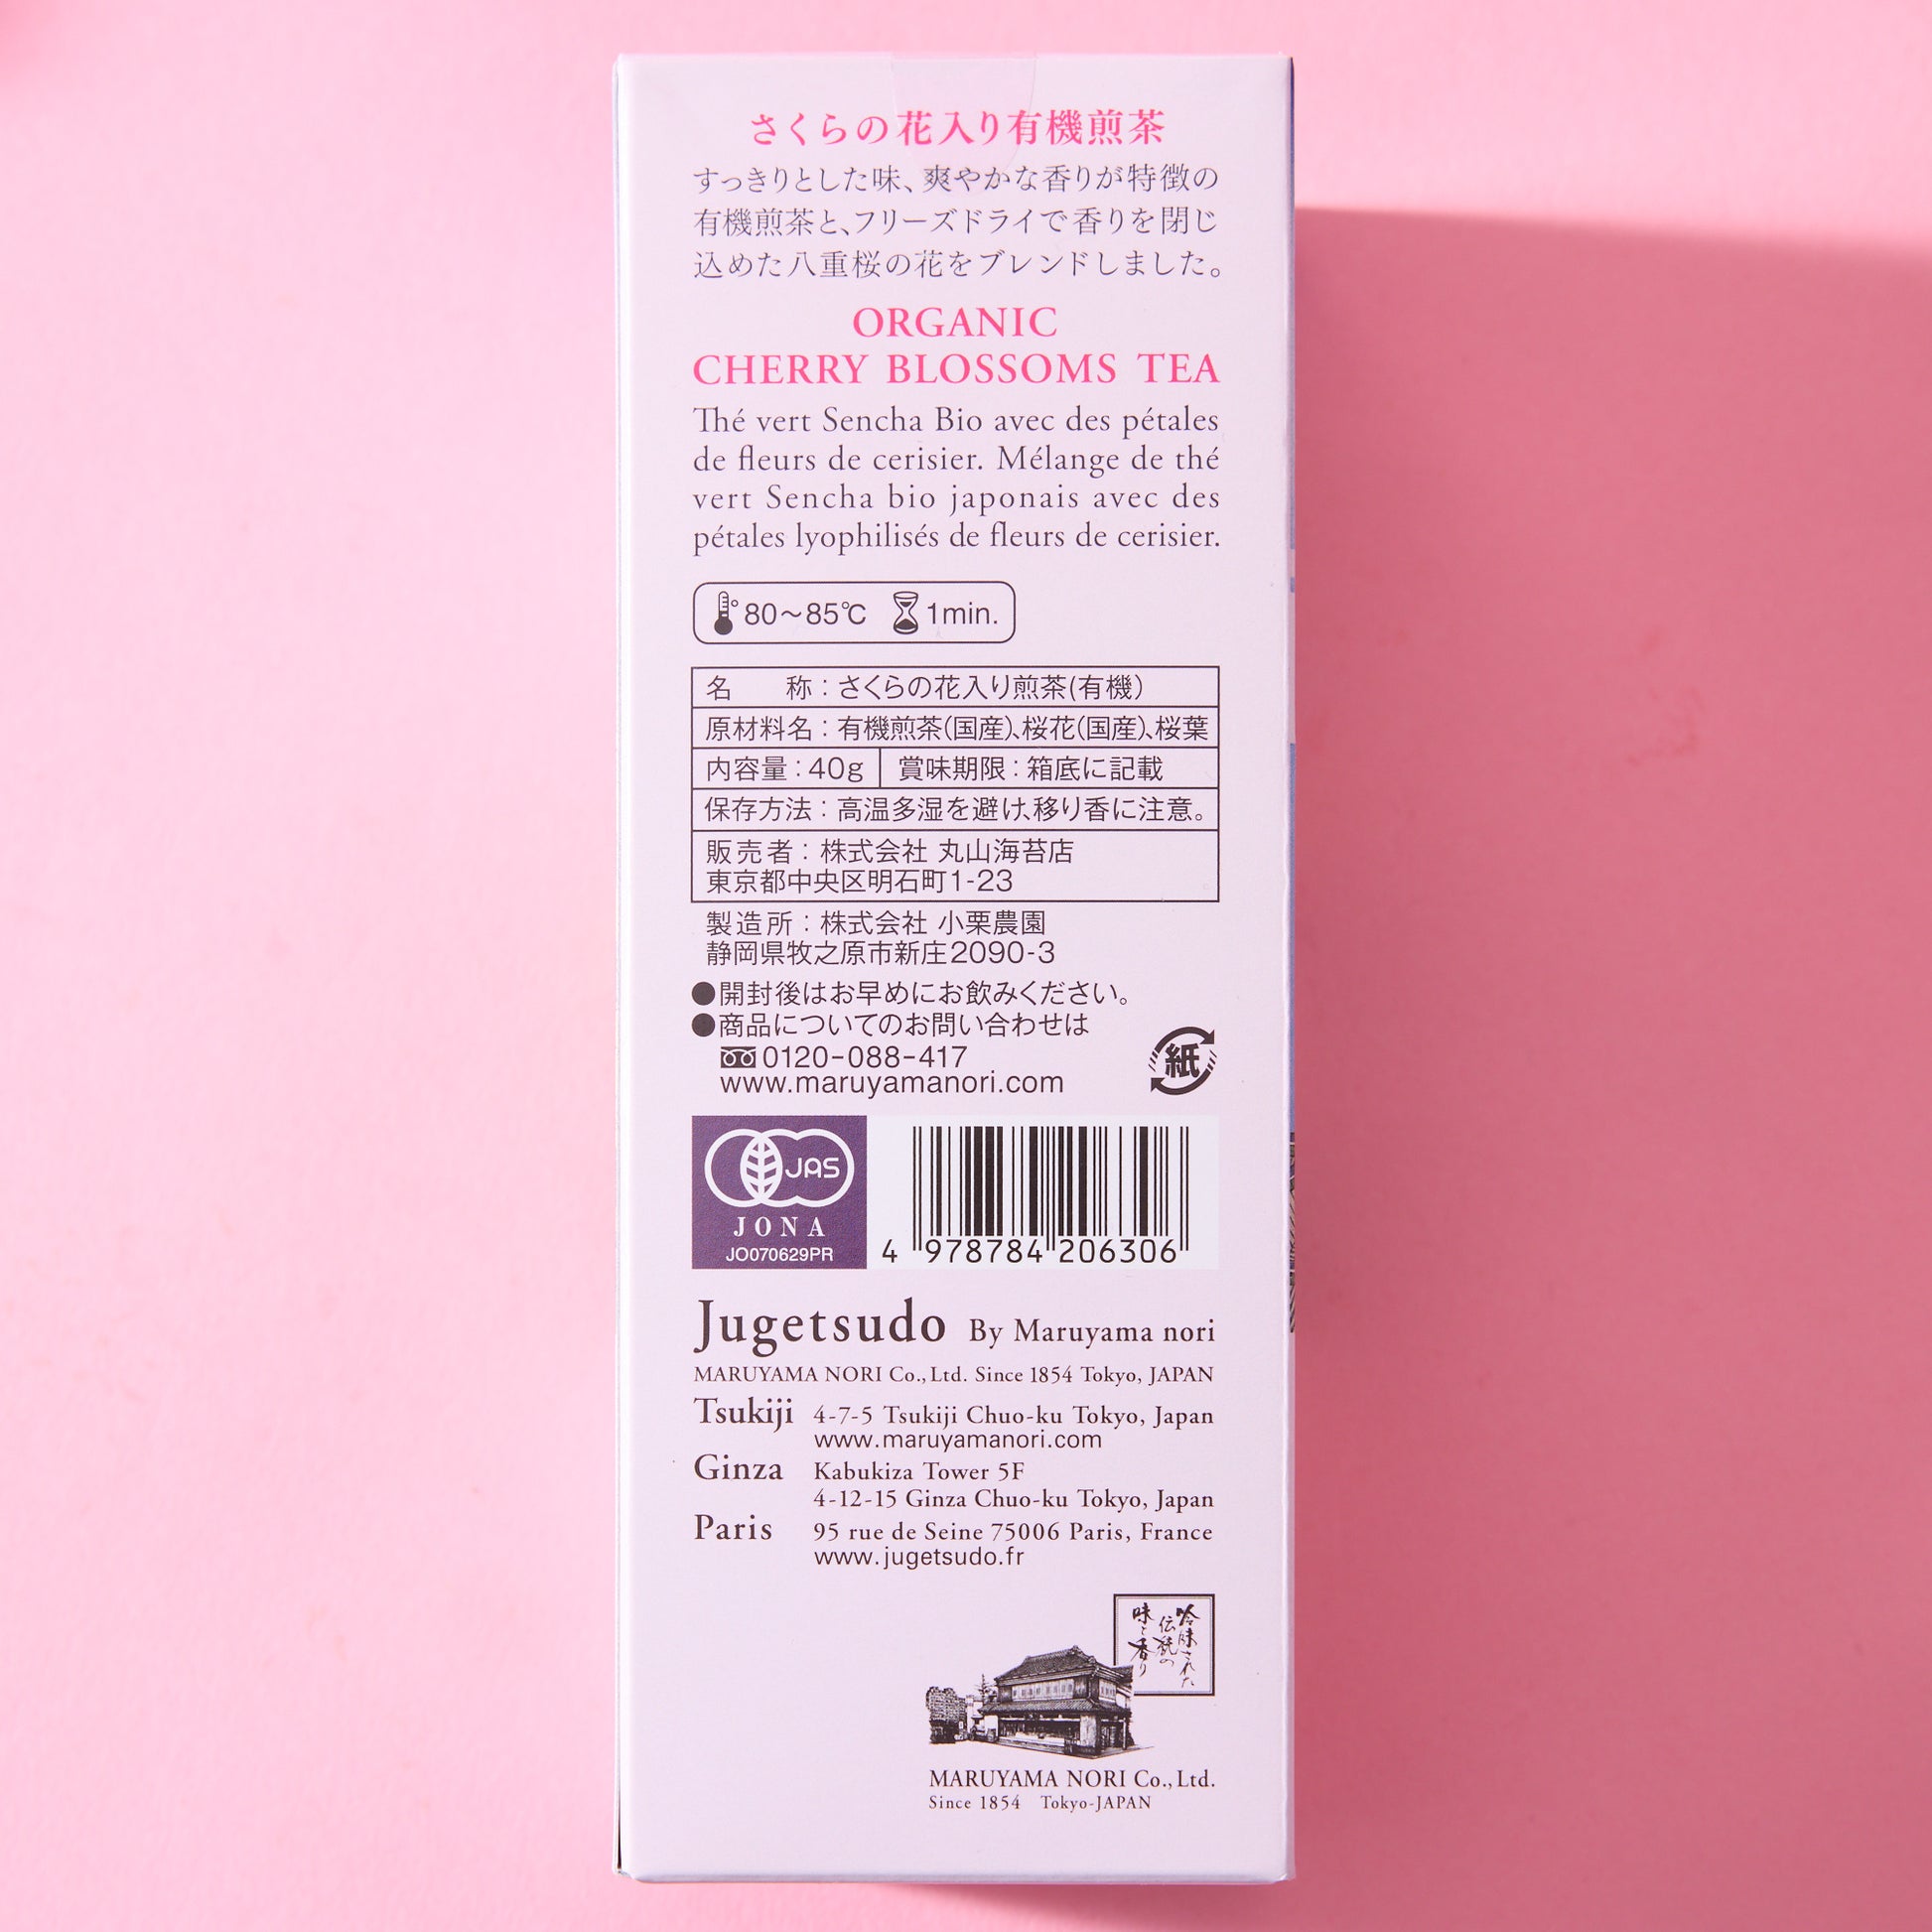 さくらの花入り有機煎茶
すっきりとした味、爽やかな香りが特徴の
有機煎茶と、フリーズドライで香りを閉じ
込めた八重桜の花をブレンドしました。
ORGANIC
CHERRY BLOSSOMS TEA
Thé vert Sencha Bio avec des pétales
de fleurs de cerisier. Mélange de thé
vert Sencha bio japonais avec des
pétales lyophilisés de fleurs de cerisier.
80～85℃ 1min.
名　　称：さくらの花入り煎茶(有機)
原材料名：有機煎茶(国産)、桜花(国産)、桜葉
内容量：40g 賞味期限：箱底に記載
保存方法：高温多湿を避け、移り香に注意。
販売者：株式会社 丸山海苔店
東京都中央区明石町1-23
製造所：株式会社 小栗農園
静岡県牧之原市新庄2090-3
●開封後はお早めにお飲みください。
●商品についてのお問い合わせは
0120-088-417
www.maruyamanori.com
紙
JAS
JONA
JO070629PR
4 978784 206306
Jugetsudo By Maruyama nori
MARUYAMA NORI Co.,Ltd. Since 1854 Tokyo, JAPAN
Tsukiji 4-7-5 Tsukiji Chuo-ku Tokyo, Japan
www.maruyamanori.com
Ginza Kabukiza Tower 5F
4-12-15 Ginza Chuo-ku Tokyo, Japan
Paris 95 rue de Seine 75006 Paris, France
www.jugetsudo.fr
吟味された
伝統の
味と香り
MARUYAMA NORI Co.,Ltd.
Since 1854 Tokyo-JAPAN